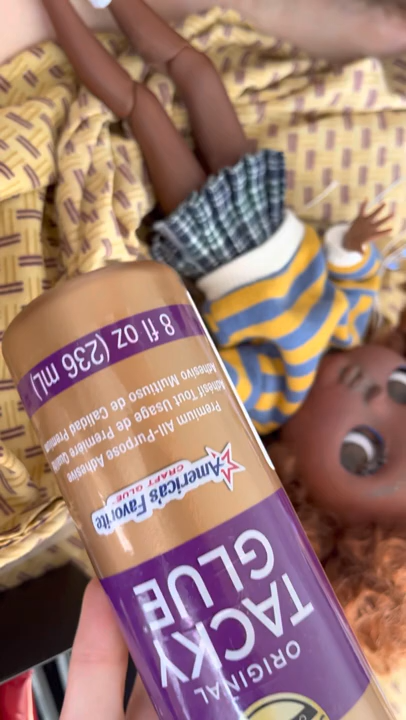 ORIGINAL
TACKY
GLUE
America's Favorite
CRAFT GLUE
Premium All-Purpose Adhesive
Adhésif Tout Usage de Première Qualité
Adhesivo Multiuso de Calidad Premium
8 fl oz (236 mL)